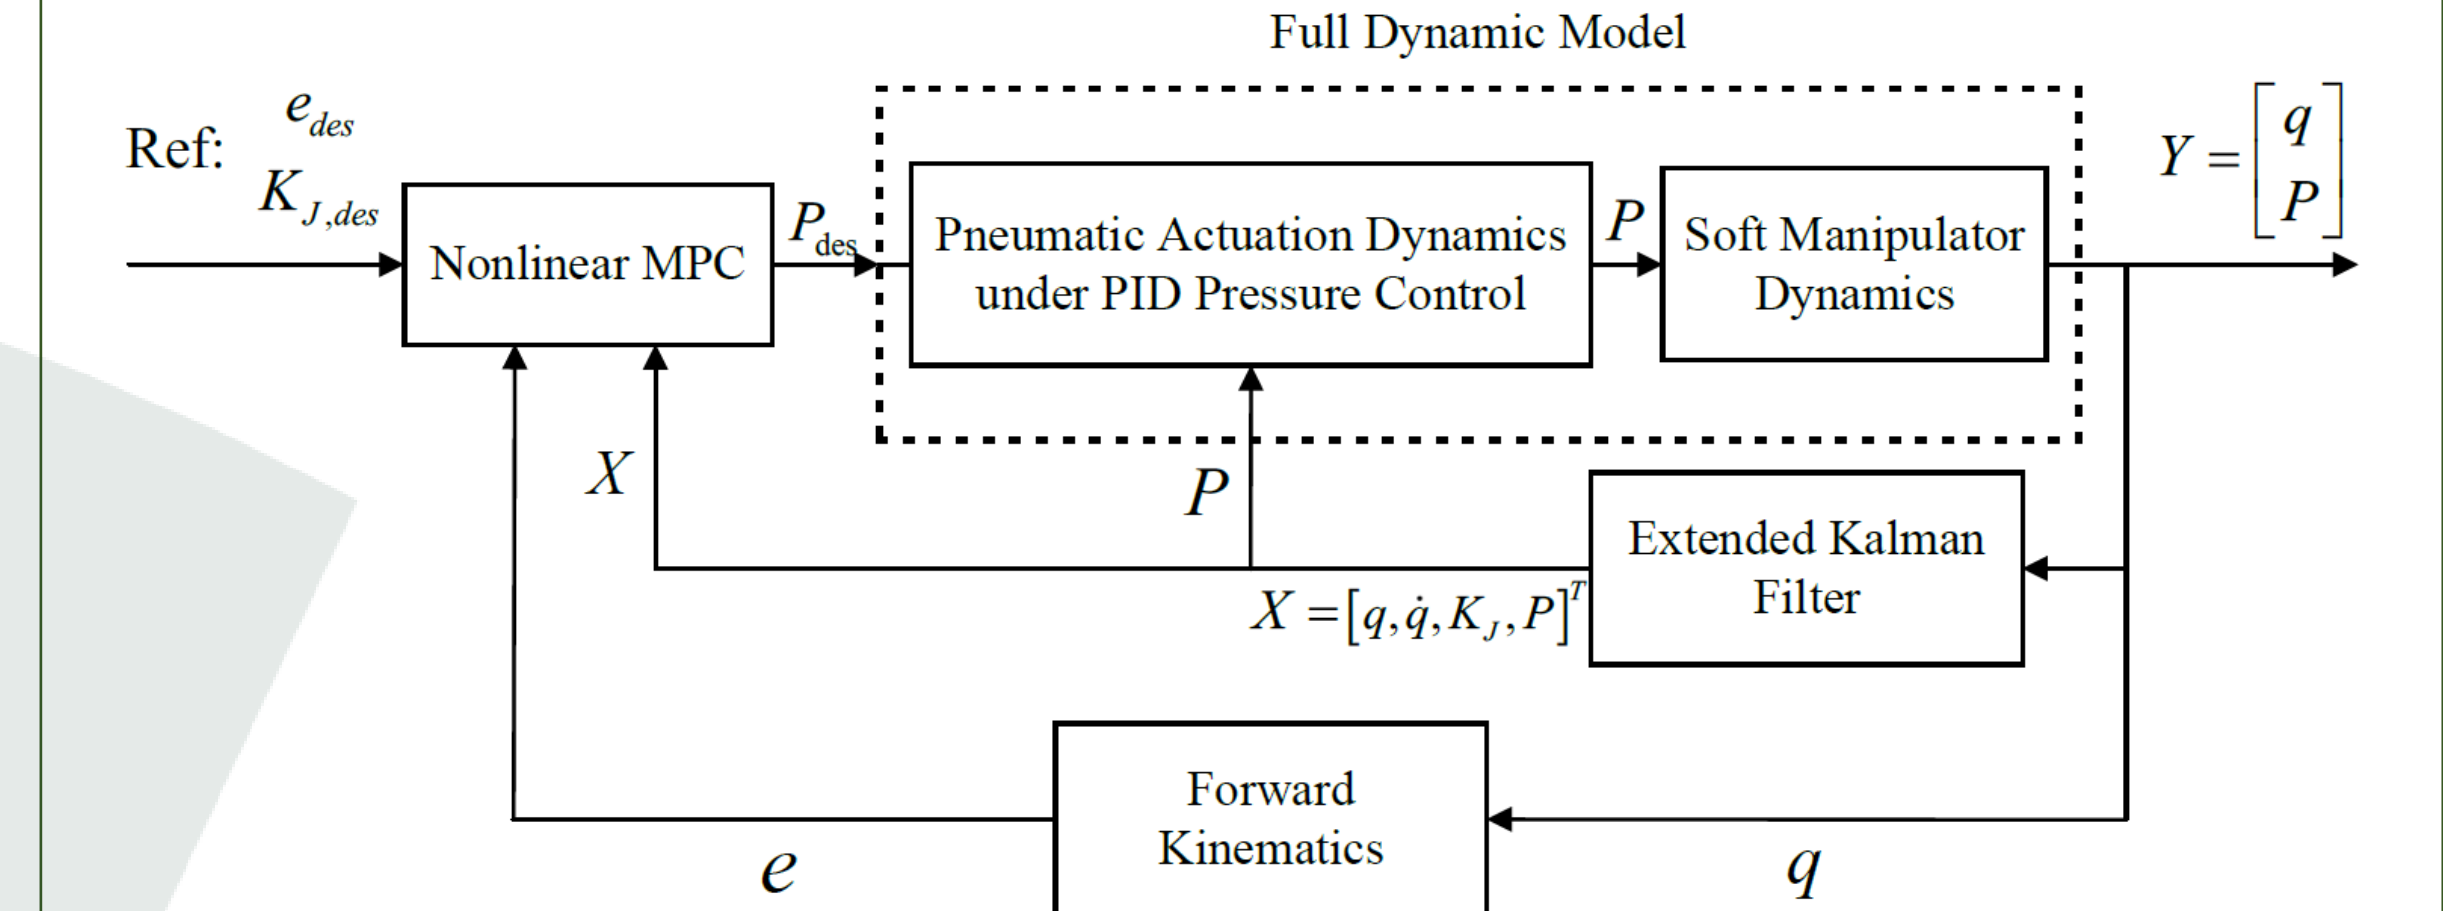 Full Dynamic Model
Ref:
e_des
K_J,des
Nonlinear MPC
P_des
Pneumatic Actuation Dynamics
under PID Pressure Control
P
Soft Manipulator
Dynamics
Y = [q P]
X
P
Extended Kalman
Filter
X = [q, q̇, K_J, P]^T
Forward
Kinematics
e
q